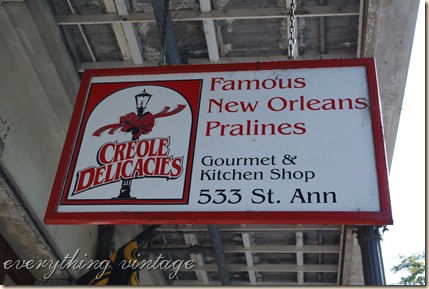 CREOLE
DELICACIES
Famous
New Orleans
Pralines
Gourmet &
Kitchen Shop
533 St. Ann
everything vintage